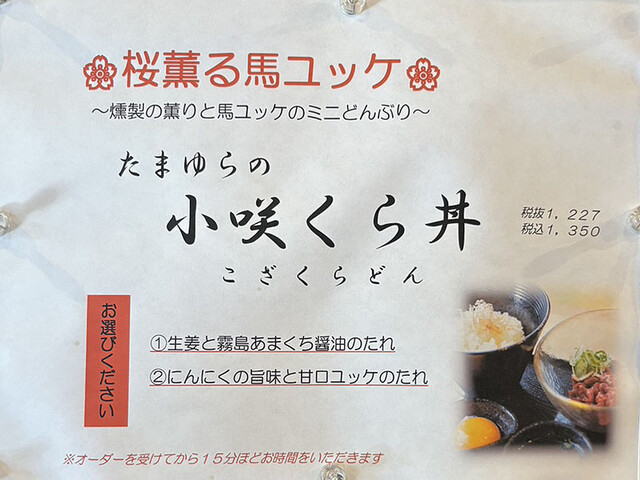 桜薫る馬ユッケ
～燻製の薫りと馬ユッケのミニどんぶり～
たまゆらの
小咲くら丼
こざくらどん
税抜1，227
税込1，350
お選びください
①生姜と霧島あまくち醤油のたれ
②にんにくの旨味と甘口ユッケのたれ
※オーダーを受けてから15分ほどお時間をいただきます